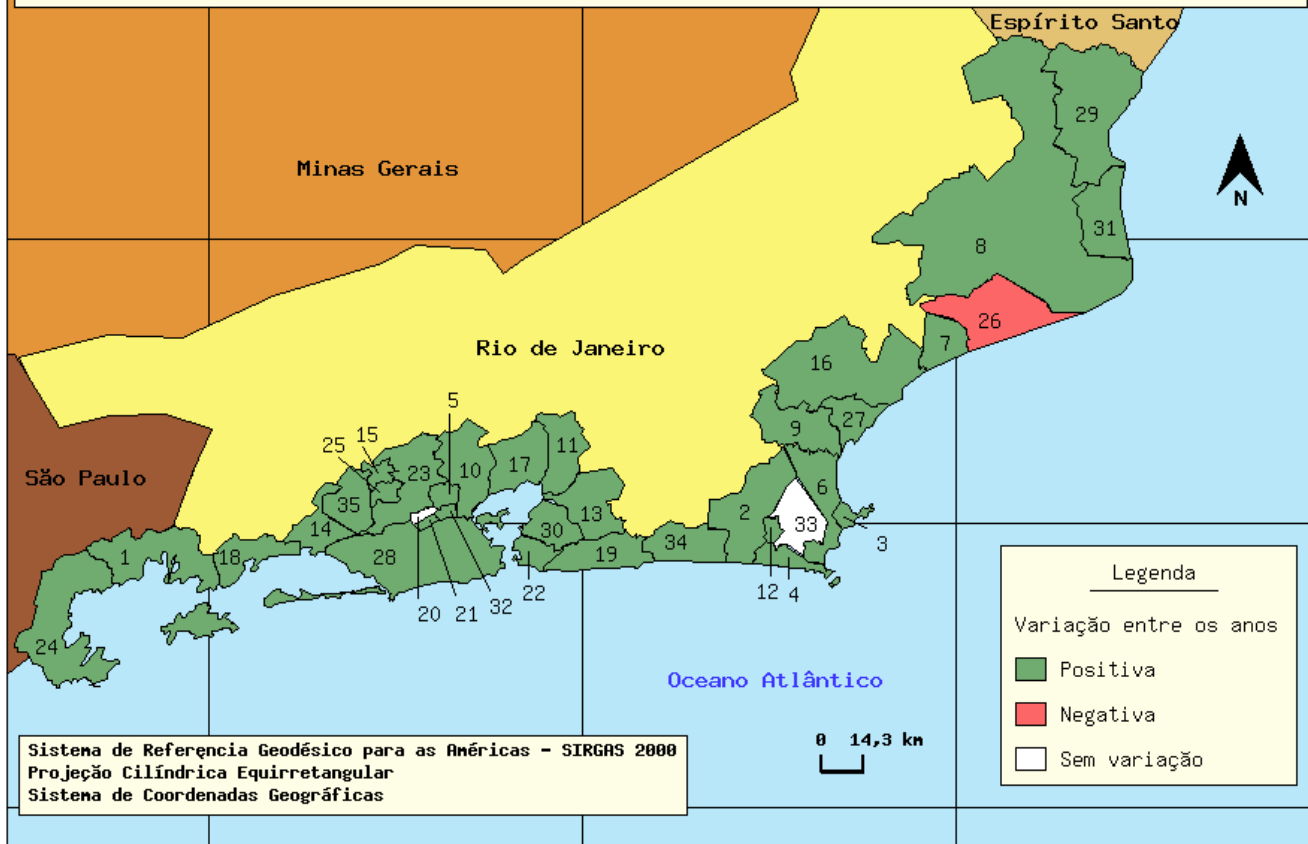 Espírito Santo
29
Minas Gerais
N
31
8
26
Rio de Janeiro
7
16
5
15
25
27
9
11
23
17
10
São Paulo
6
35
2
13
33
14
30
3
28
34
1
18
19
22
12
4
32
20
21
24
Legenda
Variação entre os anos
Positiva
Negativa
Sem variação
Oceano Atlântico
0 14,3 km
Sistema de Referençia Geodésico para as Américas - SIRGAS 2000
Projeção Cilíndrica Equirretangular
Sistema de Coordenadas Geográficas